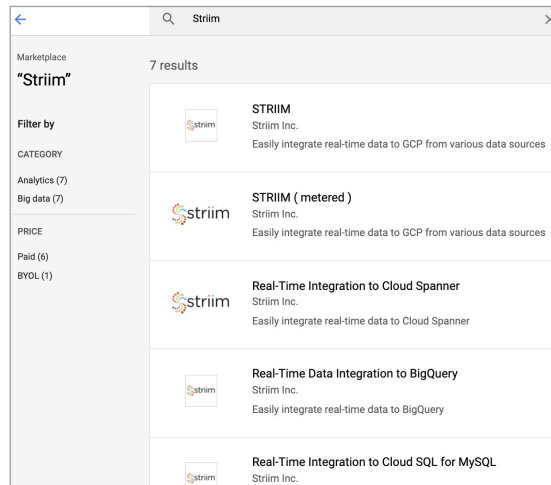 Striim
Marketplace
"Striim"
Filter by
CATEGORY
Analytics (7)
Big data (7)
PRICE
Paid (6)
BYOL (1)
7 results
striim
STRIIM
Striim Inc.
Easily integrate real-time data to GCP from various data sources
striim
STRIIM ( metered )
Striim Inc.
Easily integrate real-time data to GCP from various data sources
striim
Real-Time Integration to Cloud Spanner
Striim Inc.
Easily integrate real-time data to Cloud Spanner
striim
Real-Time Data Integration to BigQuery
Striim Inc.
Easily integrate real-time data to BigQuery
striim
Real-Time Integration to Cloud SQL for MySQL
Striim Inc.